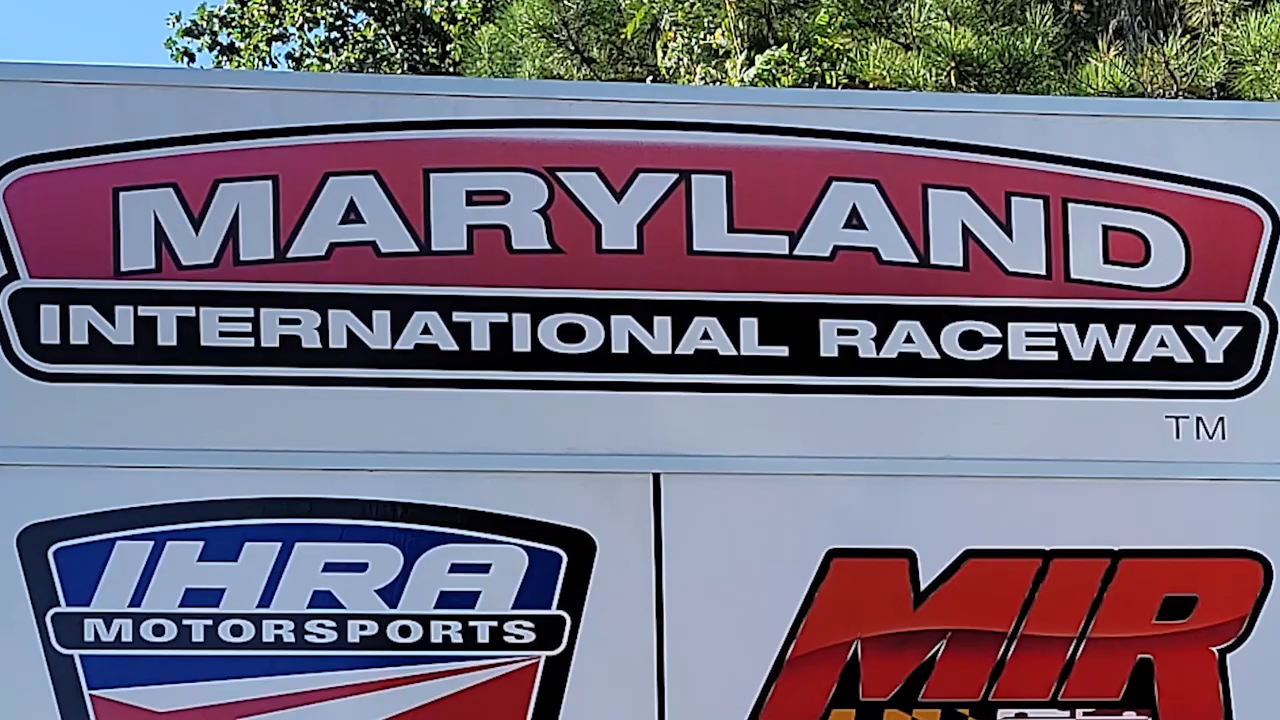 MARYLAND
INTERNATIONAL RACEWAY
TM
IHRA
MOTORSPORTS
MIR